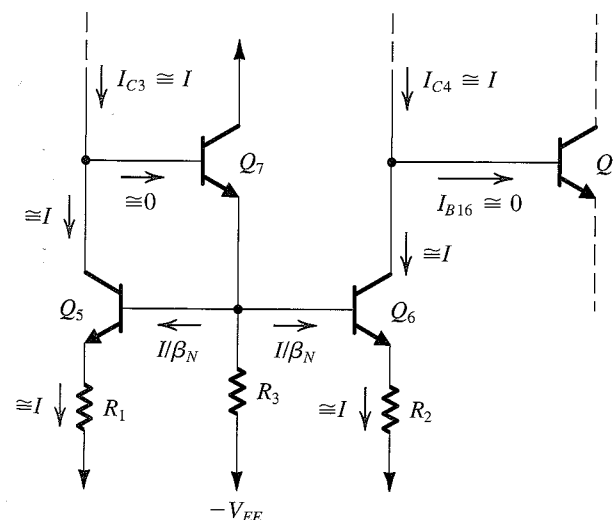 I_{C3} ≅ I
I_{C4} ≅ I
Q_7
Q
≅0
I_{B16} ≅ 0
≅I
≅I
Q_5
Q_6
I/β_N
I/β_N
≅I
R_1
R_3
≅I
R_2
−V_{EE}